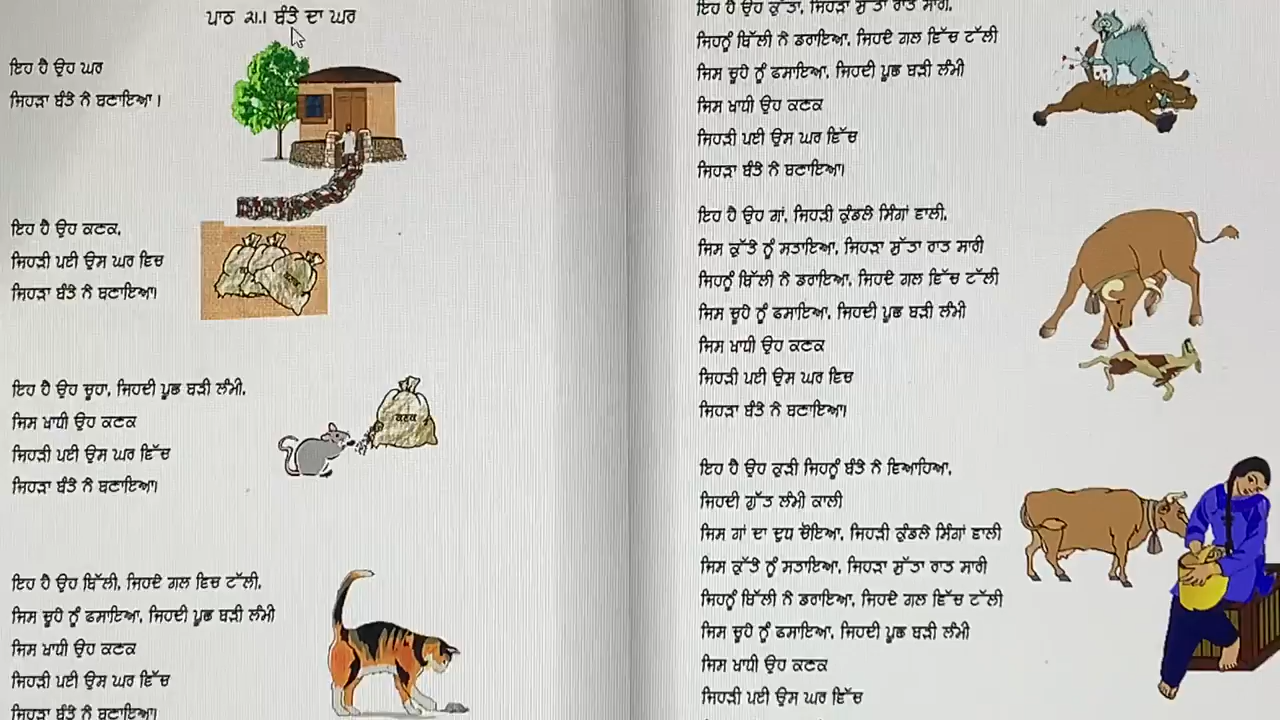 ਪਾਠ ੨੧.੧ ਬੰਤੇ ਦਾ ਘਰ
ਇਹ ਹੈ ਉਹ ਘਰ
ਜਿਹੜਾ ਬੰਤੇ ਨੇ ਬਣਾਇਆ ।
ਇਹ ਹੈ ਉਹ ਕਣਕ,
ਜਿਹੜੀ ਪਈ ਉਸ ਘਰ ਵਿਚ
ਜਿਹੜਾ ਬੰਤੇ ਨੇ ਬਣਾਇਆ।
ਇਹ ਹੈ ਉਹ ਚੂਹਾ, ਜਿਹਦੀ ਪੂਛ ਬੜੀ ਲੰਮੀ,
ਜਿਸ ਖਾਧੀ ਉਹ ਕਣਕ
ਜਿਹੜੀ ਪਈ ਉਸ ਘਰ ਵਿੱਚ
ਜਿਹੜਾ ਬੰਤੇ ਨੇ ਬਣਾਇਆ।
ਕਣਕ
ਇਹ ਹੈ ਉਹ ਬਿੱਲੀ, ਜਿਹਦੇ ਗਲ ਵਿਚ ਟੱਲੀ,
ਜਿਸ ਚੂਹੇ ਨੂੰ ਫਸਾਇਆ, ਜਿਹਦੀ ਪੂਛ ਬੜੀ ਲੰਮੀ
ਜਿਸ ਖਾਧੀ ਉਹ ਕਣਕ
ਜਿਹੜੀ ਪਈ ਉਸ ਘਰ ਵਿੱਚ
ਜਿਹੜਾ ਬੰਤੇ ਨੇ ਬਣਾਇਆ।
ਇਹ ਹੈ ਉਹ ਕੁੱਤਾ, ਜਿਹੜਾ ਸੁੱਤਾ ਰਾਤ ਸਾਰੀ,
ਜਿਹਨੂੰ ਬਿੱਲੀ ਨੇ ਡਰਾਇਆ, ਜਿਹਦੇ ਗਲ ਵਿੱਚ ਟੱਲੀ
ਜਿਸ ਚੂਹੇ ਨੂੰ ਫਸਾਇਆ, ਜਿਹਦੀ ਪੂਛ ਬੜੀ ਲੰਮੀ
ਜਿਸ ਖਾਧੀ ਉਹ ਕਣਕ
ਜਿਹੜੀ ਪਈ ਉਸ ਘਰ ਵਿੱਚ
ਜਿਹੜਾ ਬੰਤੇ ਨੇ ਬਣਾਇਆ।
ਇਹ ਹੈ ਉਹ ਗਾਂ, ਜਿਹੜੀ ਕੁੰਡਲੇ ਸਿੰਗਾਂ ਵਾਲੀ,
ਜਿਸ ਕੁੱਤੇ ਨੂੰ ਸਤਾਇਆ, ਜਿਹੜਾ ਸੁੱਤਾ ਰਾਤ ਸਾਰੀ
ਜਿਹਨੂੰ ਬਿੱਲੀ ਨੇ ਡਰਾਇਆ, ਜਿਹਦੇ ਗਲ ਵਿੱਚ ਟੱਲੀ
ਜਿਸ ਚੂਹੇ ਨੂੰ ਫਸਾਇਆ, ਜਿਹਦੀ ਪੂਛ ਬੜੀ ਲੰਮੀ
ਜਿਸ ਖਾਧੀ ਉਹ ਕਣਕ
ਜਿਹੜੀ ਪਈ ਉਸ ਘਰ ਵਿਚ
ਜਿਹੜਾ ਬੰਤੇ ਨੇ ਬਣਾਇਆ।
ਇਹ ਹੈ ਉਹ ਕੁੜੀ ਜਿਹਨੂੰ ਬੰਤੇ ਨੇ ਵਿਆਹਿਆ,
ਜਿਹਦੀ ਗੁੱਤ ਲੰਮੀ ਕਾਲੀ
ਜਿਸ ਗਾਂ ਦਾ ਦੁਧ ਚੋਇਆ, ਜਿਹੜੀ ਕੁੰਡਲੇ ਸਿੰਗਾਂ ਵਾਲੀ
ਜਿਸ ਕੁੱਤੇ ਨੂੰ ਸਤਾਇਆ, ਜਿਹੜਾ ਸੁੱਤਾ ਰਾਤ ਸਾਰੀ
ਜਿਹਨੂੰ ਬਿੱਲੀ ਨੇ ਡਰਾਇਆ, ਜਿਹਦੇ ਗਲ ਵਿੱਚ ਟੱਲੀ
ਜਿਸ ਚੂਹੇ ਨੂੰ ਫਸਾਇਆ, ਜਿਹਦੀ ਪੂਛ ਬੜੀ ਲੰਮੀ
ਜਿਸ ਖਾਧੀ ਉਹ ਕਣਕ
ਜਿਹੜੀ ਪਈ ਉਸ ਘਰ ਵਿੱਚ